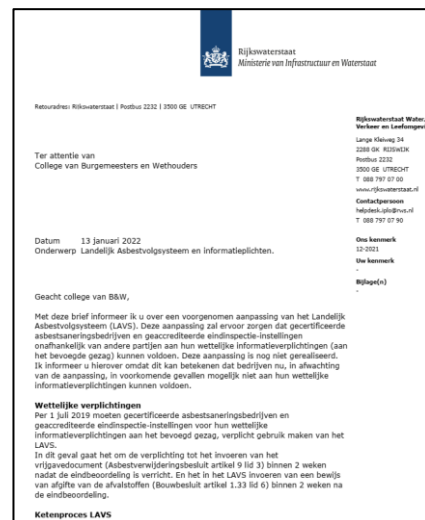 Rijkswaterstaat
Ministerie van Infrastructuur en Waterstaat
Retouradres: Rijkswaterstaat | Postbus 2232 | 3500 GE UTRECHT
Ter attentie van
College van Burgemeesters en Wethouders
Rijkswaterstaat Water,
Verkeer en Leefomgevi
Lange Kleiweg 34
2288 GK RIJSWIJK
Postbus 2232
3500 GE UTRECHT
T 088 797 07 00
www.rijkswaterstaat.nl
Contactpersoon
helpdesk.iplo@rws.nl
T 088 797 07 90
Ons kenmerk
12-2021
Uw kenmerk
-
Bijlage(n)
-
Datum 13 januari 2022
Onderwerp Landelijk Asbestvolgsysteem en informatieplichten.
Geacht college van B&W,
Met deze brief informeer ik u over een voorgenomen aanpassing van het Landelijk
Asbestvolgsysteem (LAVS). Deze aanpassing zal ervoor zorgen dat gecertificeerde
asbestsaneringsbedrijven en geaccrediteerde eindinspectie-instellingen
onafhankelijk van andere partijen aan hun wettelijke informatieverplichtingen (aan
het bevoegde gezag) kunnen voldoen. Deze aanpassing is nog niet gerealiseerd.
Ik informeer u hierover omdat dit kan betekenen dat bedrijven nu, in afwachting
van de aanpassing, in voorkomende gevallen mogelijk niet aan hun wettelijke
informatieverplichtingen kunnen voldoen.
Wettelijke verplichtingen
Per 1 juli 2019 moeten gecertificeerde asbestsaneringsbedrijven en
geaccrediteerde eindinspectie-instellingen voor hun wettelijke
informatieverplichtingen aan het bevoegd gezag, verplicht gebruik maken van het
LAVS.
In dit geval gaat het om de verplichting tot het invoeren van het
vrijgavedocument (Asbestverwijderingsbesluit artikel 9 lid 3) binnen 2 weken
nadat de eindbeoordeling is verricht. En het in het LAVS invoeren van een bewijs
van afgifte van de afvalstoffen (Bouwbesluit artikel 1.33 lid 6) binnen 2 weken na
de eindbeoordeling.
Ketenproces LAVS